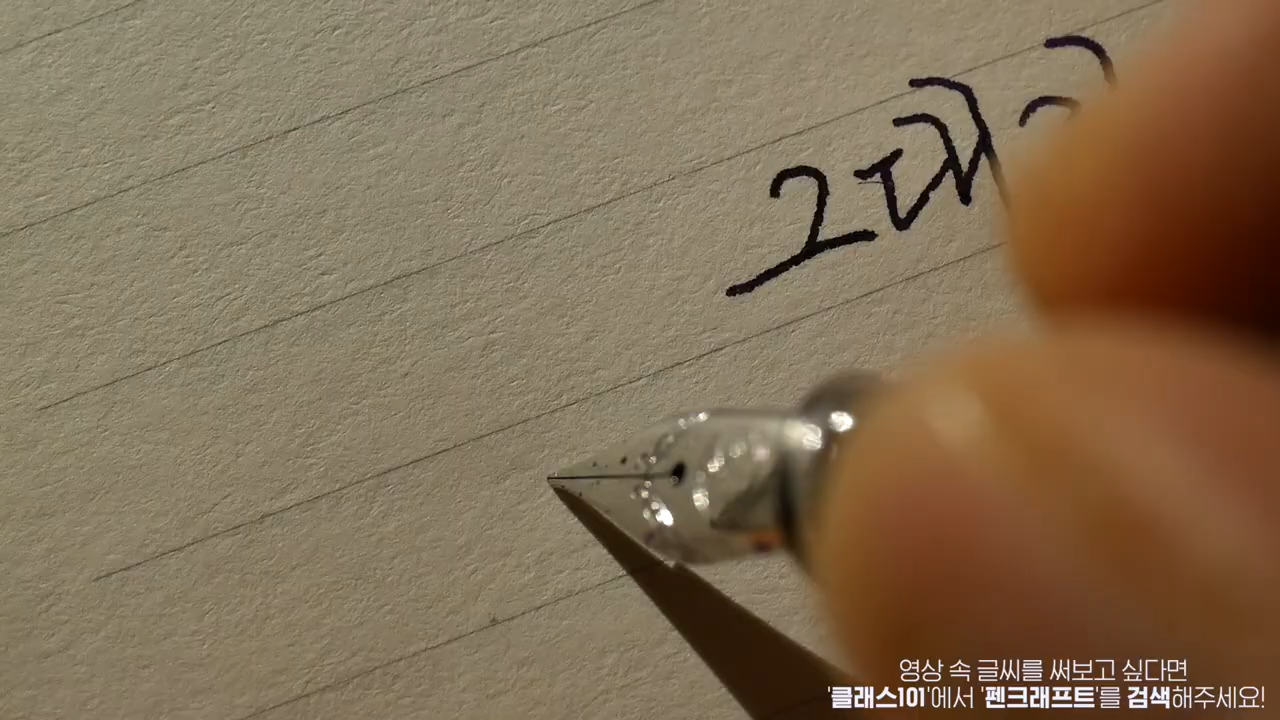 그
영상 속 글씨를 써보고 싶다면
'클래스101'에서 '펜크래프트'를 검색해주세요!